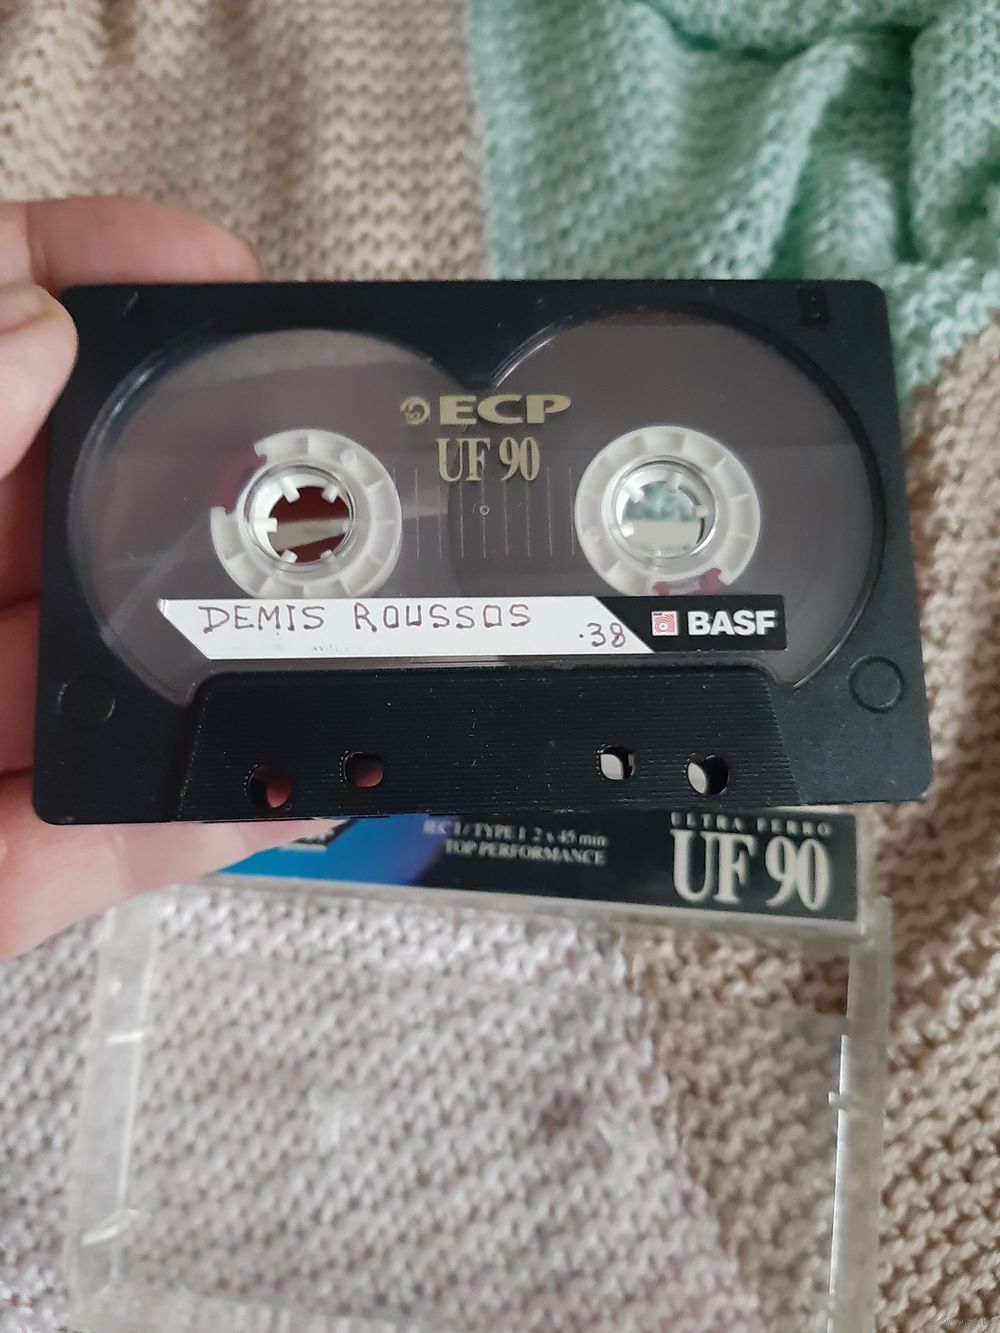 B
ECP
UF 90
DEMIS ROUSSOS
.38
BASF
ULTRA FERRO
IEC I / TYPE I 2 x 45 min
TOP PERFORMANCE
UF 90